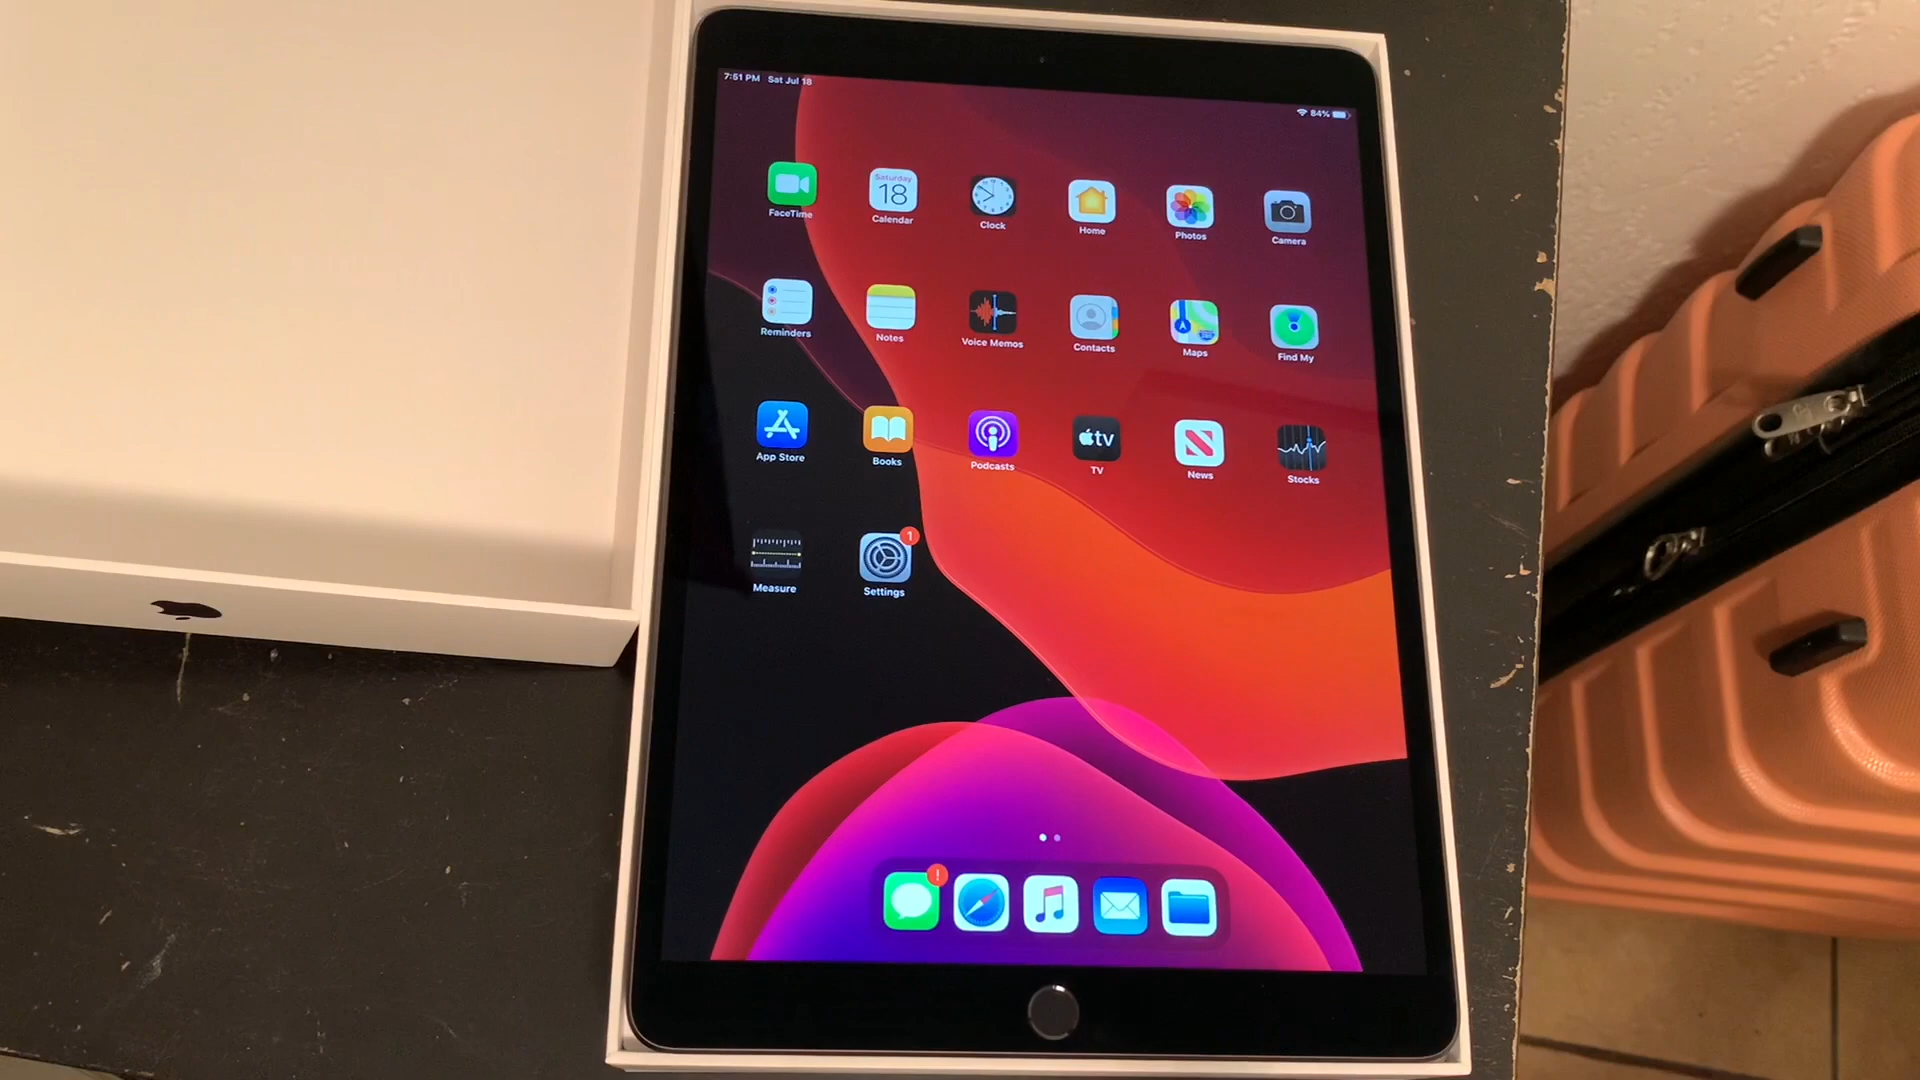 7:51 PM Sat Jul 18
84%
FaceTime
Saturday
18
Calendar
Clock
Home
Photos
Camera
Reminders
Notes
Voice Memos
Contacts
Maps
Find My
App Store
Books
Podcasts
tv
TV
News
Stocks
Measure
1
Settings
!